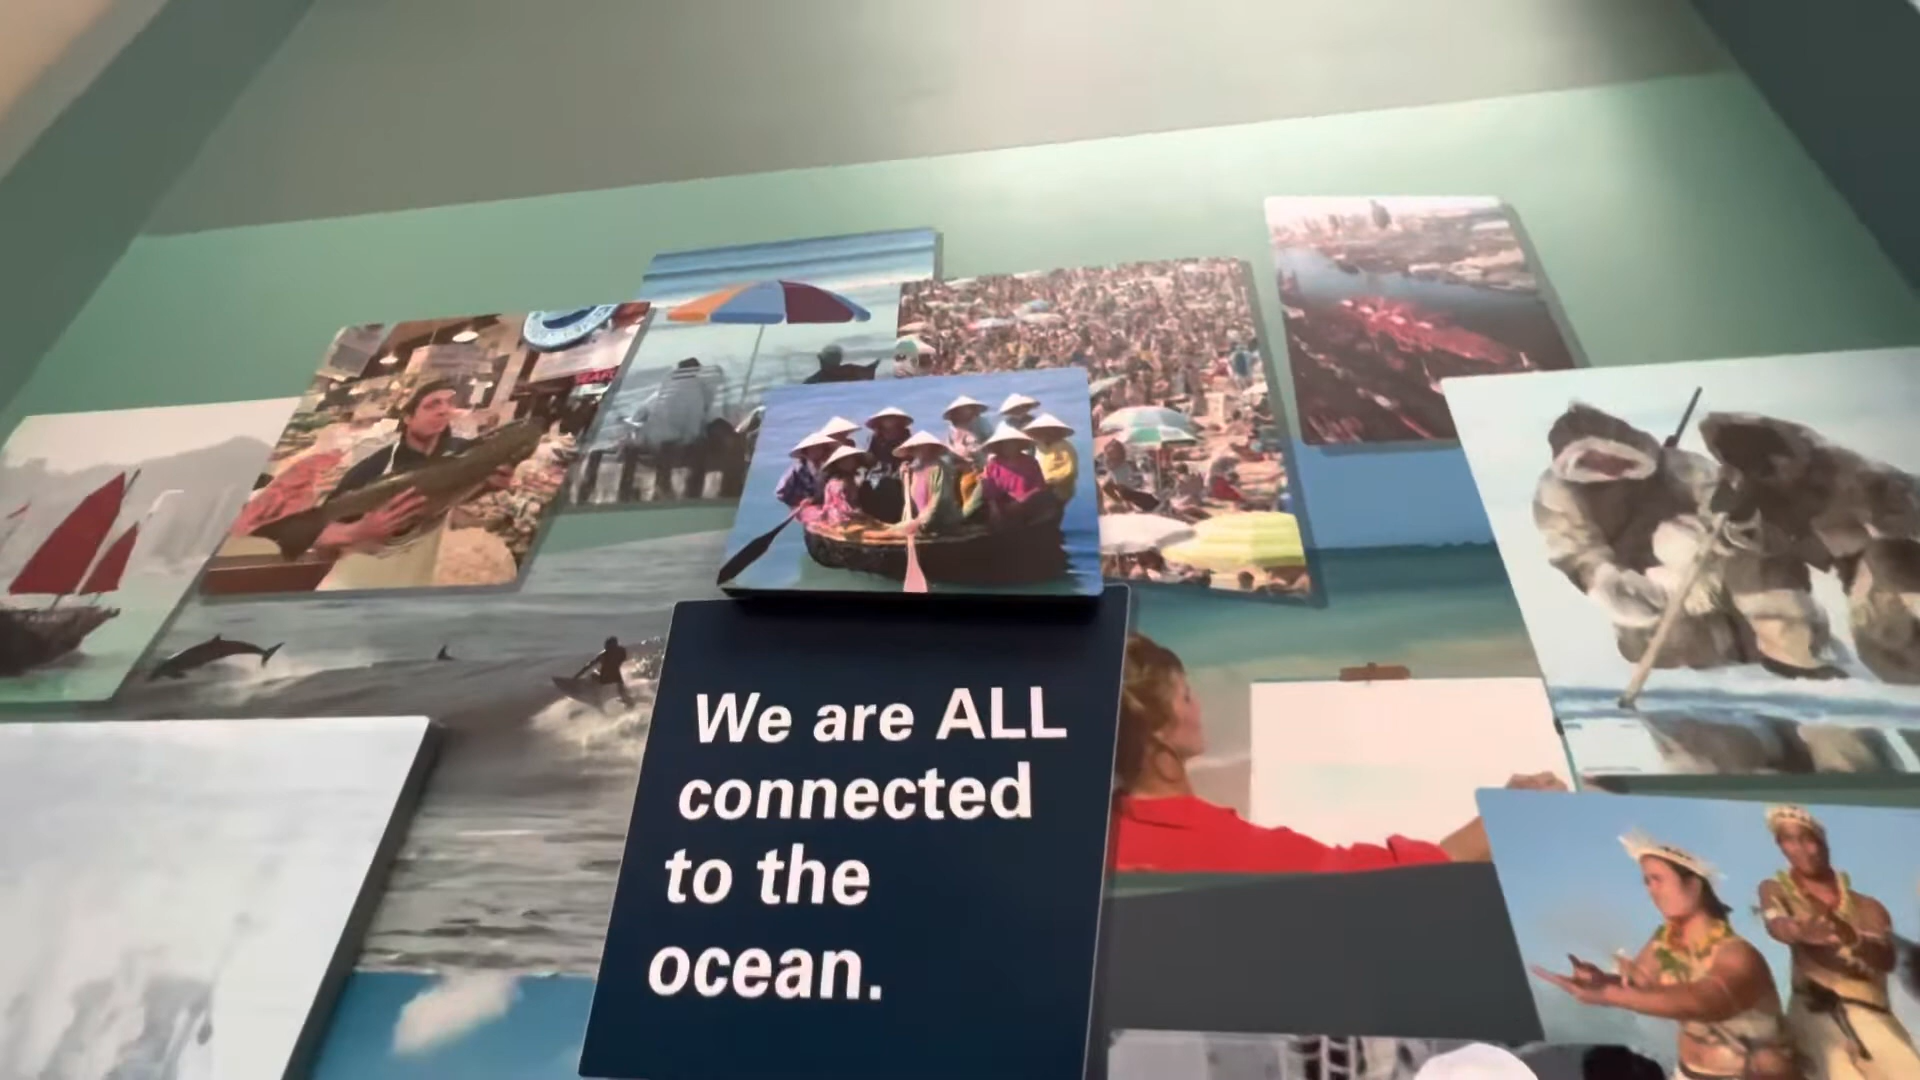 We are ALL
connected
to the
ocean.